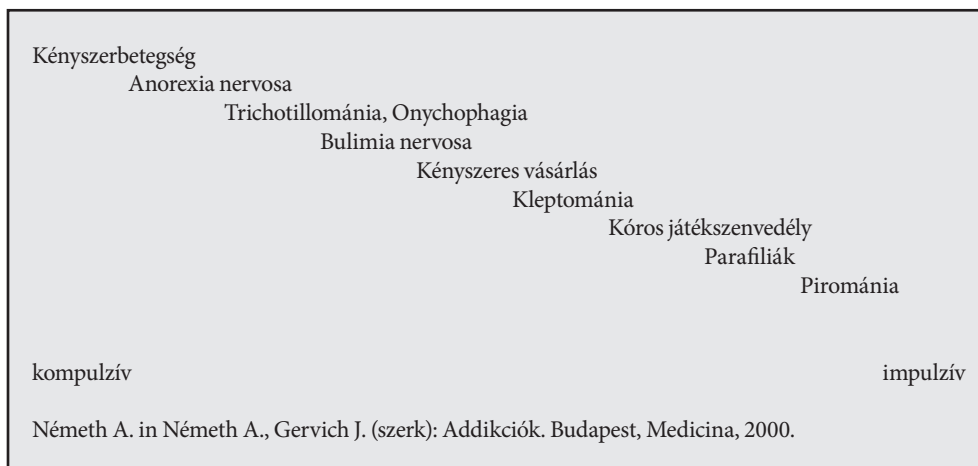 Kényszerbetegség
Anorexia nervosa
Trichotillománia, Onychophagia
Bulimia nervosa
Kényszeres vásárlás
Kleptománia
Kóros játékszenvedély
Parafiliák
Pirománia
kompulzív impulzív
Németh A. in Németh A., Gervich J. (szerk): Addikciók. Budapest, Medicina, 2000.